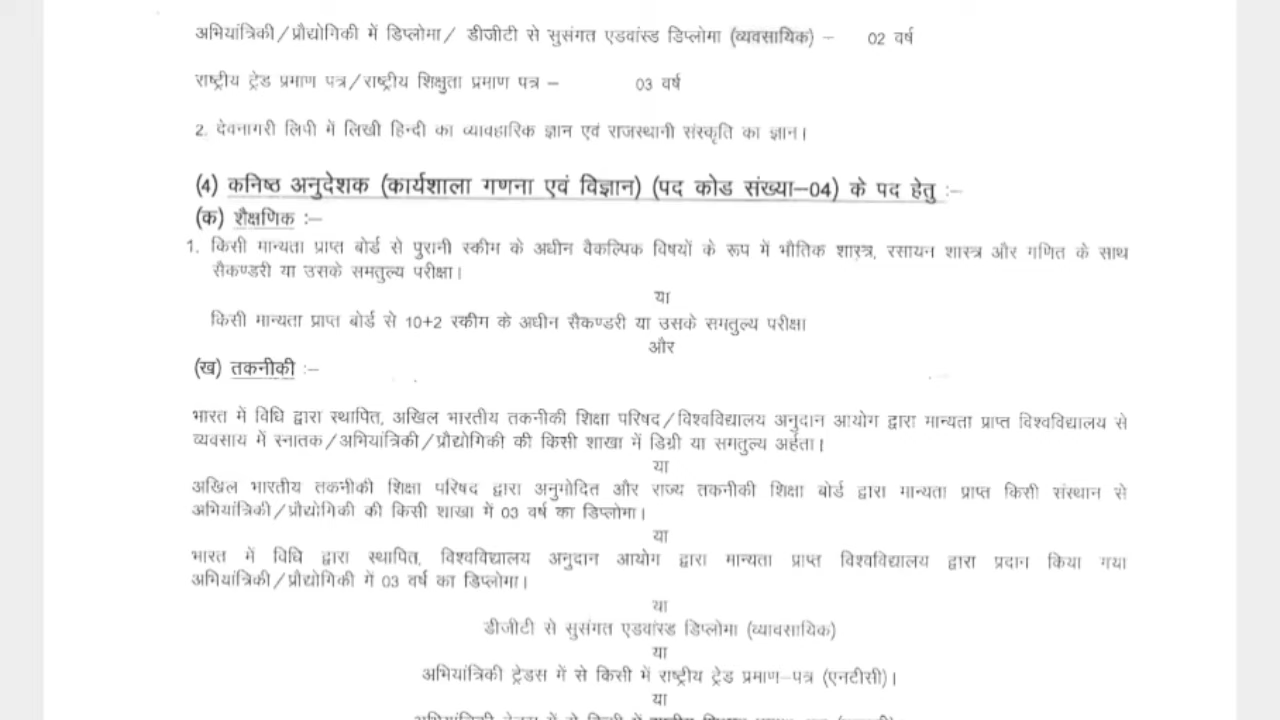 अभियांत्रिकी/प्रौद्योगिकी में डिप्लोमा/ डीजीटी से सुसंगत एडवांस्ड डिप्लोमा (व्यवसायिक) – 02 वर्ष
राष्ट्रीय ट्रेड प्रमाण पत्र/राष्ट्रीय शिक्षुता प्रमाण पत्र – 03 वर्ष
2. देवनागरी लिपी में लिखी हिन्दी का व्यावहारिक ज्ञान एवं राजस्थानी संस्कृति का ज्ञान।
(4) कनिष्ठ अनुदेशक (कार्यशाला गणना एवं विज्ञान) (पद कोड संख्या–04) के पद हेतु :–
(क) शैक्षणिक :–
1. किसी मान्यता प्राप्त बोर्ड से पुरानी स्कीम के अधीन वैकल्पिक विषयों के रूप में भौतिक शास्त्र, रसायन शास्त्र और गणित के साथ
सैकण्डरी या उसके समतुल्य परीक्षा।
या
किसी मान्यता प्राप्त बोर्ड से 10+2 स्कीम के अधीन सैकण्डरी या उसके समतुल्य परीक्षा
और
(ख) तकनीकी :–
भारत में विधि द्वारा स्थापित, अखिल भारतीय तकनीकी शिक्षा परिषद/विश्वविद्यालय अनुदान आयोग द्वारा मान्यता प्राप्त विश्वविद्यालय से
व्यवसाय में स्नातक/अभियांत्रिकी/प्रौद्योगिकी की किसी शाखा में डिग्री या समतुल्य अर्हता।
या
अखिल भारतीय तकनीकी शिक्षा परिषद द्वारा अनुमोदित और राज्य तकनीकी शिक्षा बोर्ड द्वारा मान्यता प्राप्त किसी संस्थान से
अभियांत्रिकी/प्रौद्योगिकी की किसी शाखा में 03 वर्ष का डिप्लोमा।
या
भारत में विधि द्वारा स्थापित, विश्वविद्यालय अनुदान आयोग द्वारा मान्यता प्राप्त विश्वविद्यालय द्वारा प्रदान किया गया
अभियांत्रिकी/प्रौद्योगिकी में 03 वर्ष का डिप्लोमा।
या
डीजीटी से सुसंगत एडवांस्ड डिप्लोमा (व्यावसायिक)
या
अभियांत्रिकी ट्रेडस में से किसी में राष्ट्रीय ट्रेड प्रमाण–पत्र (एनटीसी)।
या